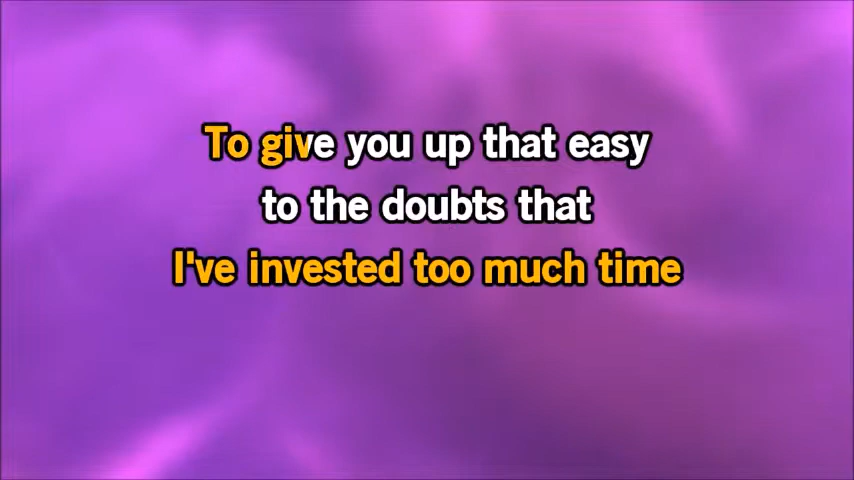 To give you up that easy
to the doubts that
I've invested too much time